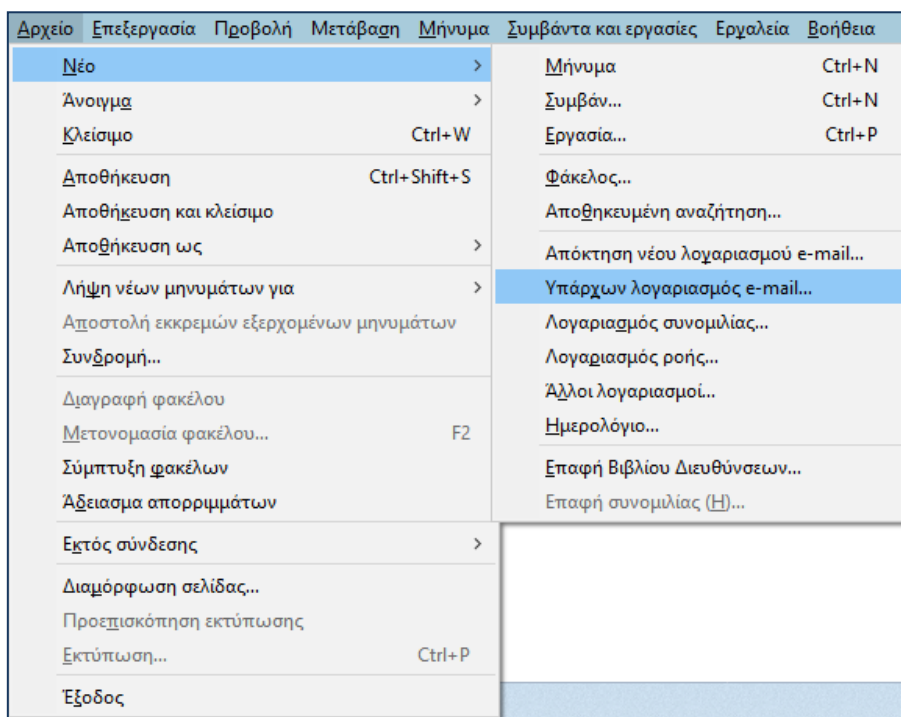 Αρχείο Επεξεργασία Προβολή Μετάβαση Μήνυμα Συμβάντα και εργασίες Εργαλεία Βοήθεια
Νέο >
Άνοιγμα >
Κλείσιμο Ctrl+W
Αποθήκευση Ctrl+Shift+S
Αποθήκευση και κλείσιμο
Αποθήκευση ως >
Λήψη νέων μηνυμάτων για >
Αποστολή εκκρεμών εξερχομένων μηνυμάτων
Συνδρομή...
Διαγραφή φακέλου
Μετονομασία φακέλου... F2
Σύμπτυξη φακέλων
Άδειασμα απορριμμάτων
Εκτός σύνδεσης >
Διαμόρφωση σελίδας...
Προεπισκόπηση εκτύπωσης
Εκτύπωση... Ctrl+P
Έξοδος
Μήνυμα Ctrl+N
Συμβάν... Ctrl+N
Εργασία... Ctrl+P
Φάκελος...
Αποθηκευμένη αναζήτηση...
Απόκτηση νέου λογαριασμού e-mail...
Υπάρχων λογαριασμός e-mail...
Λογαριασμός συνομιλίας...
Λογαριασμός ροής...
Άλλοι λογαριασμοί...
Ημερολόγιο...
Επαφή Βιβλίου Διευθύνσεων...
Επαφή συνομιλίας (H)...